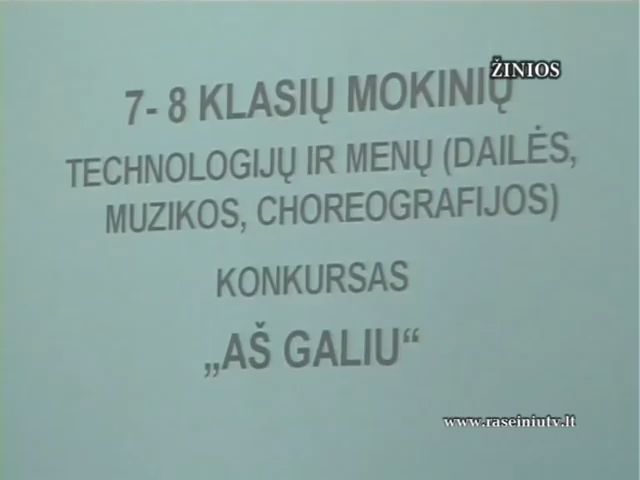 ŽINIOS
7- 8 KLASIŲ MOKINIŲ
TECHNOLOGIJŲ IR MENŲ (DAILĖS,
MUZIKOS, CHOREOGRAFIJOS)
KONKURSAS
„AŠ GALIU“
www.raseiniutv.lt